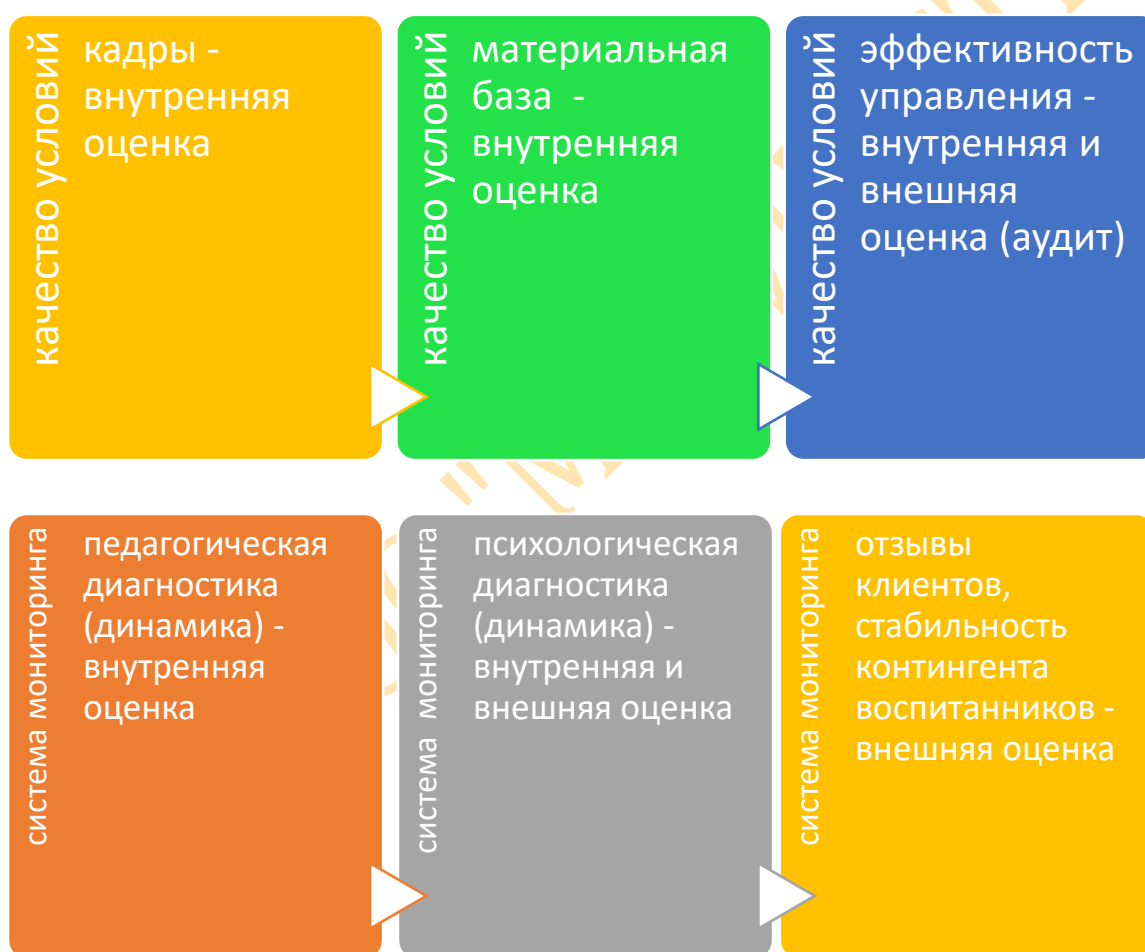 качество условий
кадры -
внутренняя
оценка
качество условий
материальная
база -
внутренняя
оценка
качество условий
эффективность
управления -
внутренняя и
внешняя
оценка (аудит)
система мониторинга
педагогическая
диагностика
(динамика) -
внутренняя
оценка
система мониторинга
психологическая
диагностика
(динамика) -
внутренняя и
внешняя оценка
система мониторинга
отзывы
клиентов,
стабильность
контингента
воспитанников -
внешняя оценка